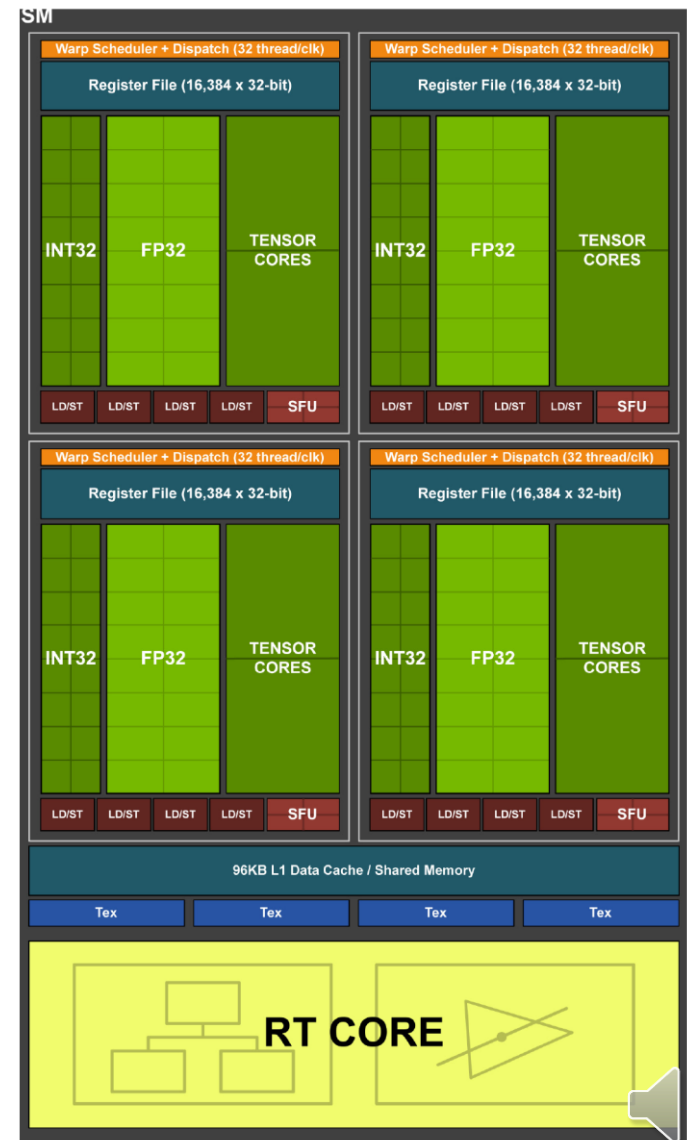 SM
Warp Scheduler + Dispatch (32 thread/clk)
Register File (16,384 x 32-bit)
INT32
FP32
TENSOR
CORES
LD/ST
LD/ST
LD/ST
LD/ST
SFU
Warp Scheduler + Dispatch (32 thread/clk)
Register File (16,384 x 32-bit)
INT32
FP32
TENSOR
CORES
LD/ST
LD/ST
LD/ST
LD/ST
SFU
Warp Scheduler + Dispatch (32 thread/clk)
Register File (16,384 x 32-bit)
INT32
FP32
TENSOR
CORES
LD/ST
LD/ST
LD/ST
LD/ST
SFU
Warp Scheduler + Dispatch (32 thread/clk)
Register File (16,384 x 32-bit)
INT32
FP32
TENSOR
CORES
LD/ST
LD/ST
LD/ST
LD/ST
SFU
96KB L1 Data Cache / Shared Memory
Tex
Tex
Tex
Tex
RT CORE